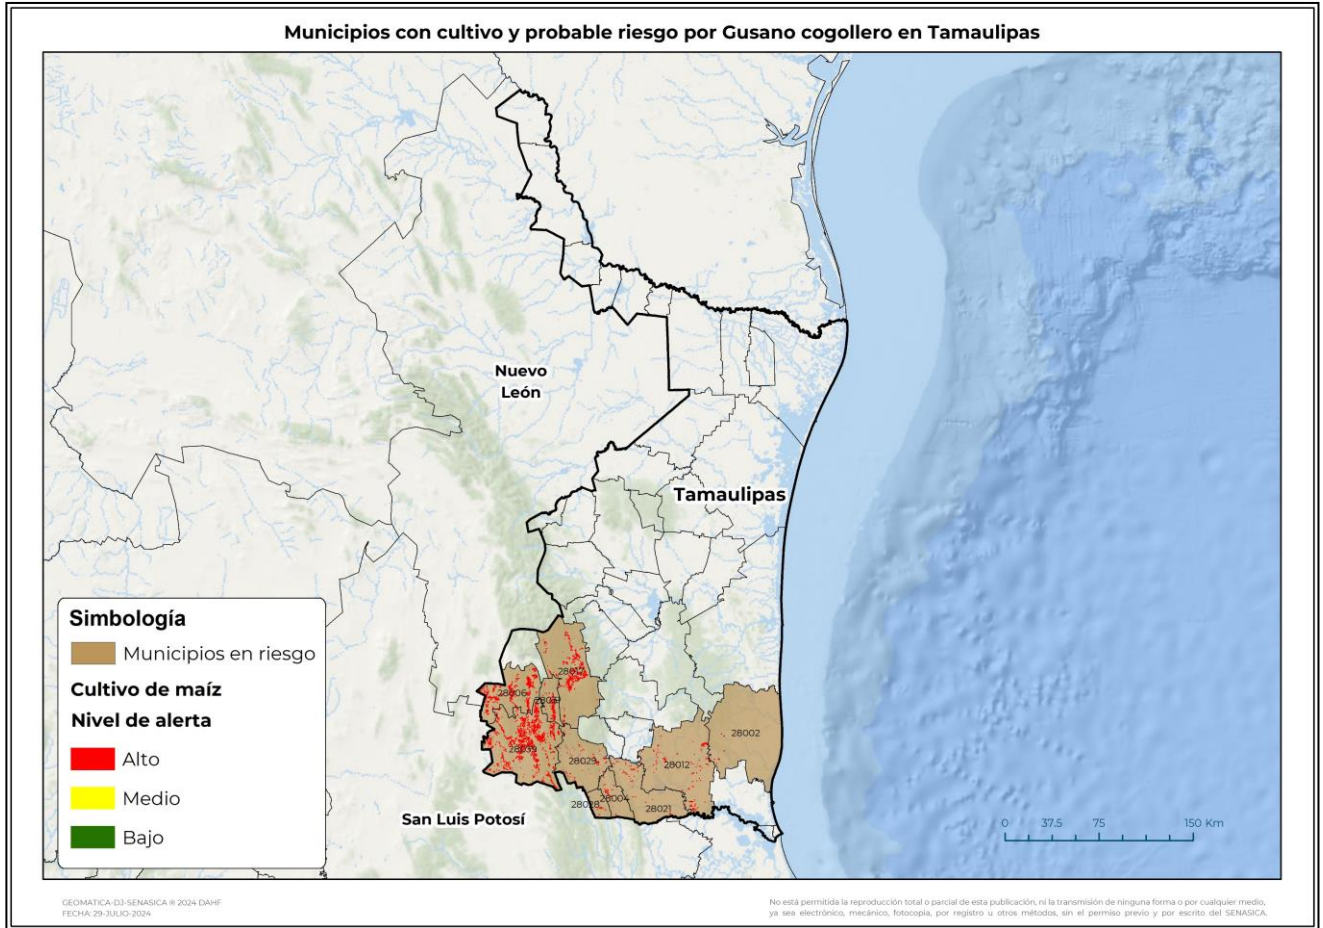 Municipios con cultivo y probable riesgo por Gusano cogollero en Tamaulipas
Nuevo
León
Tamaulipas
San Luis Potosí
28017
28006
28039
28029
28012
28002
28028
28004
28021
Simbología
Municipios en riesgo
Cultivo de maíz
Nivel de alerta
Alto
Medio
Bajo
0 37.5 75 150 Km
GEOMATICA-DJ-SENASICA ® 2024 DAHF
FECHA: 29-JULIO-2024
No está permitida la reproducción total o parcial de esta publicación, ni la transmisión de ninguna forma o por cualquier medio,
ya sea electrónico, mecánico, fotocopia, por registro u otros métodos, sin el permiso previo y por escrito del SENASICA.